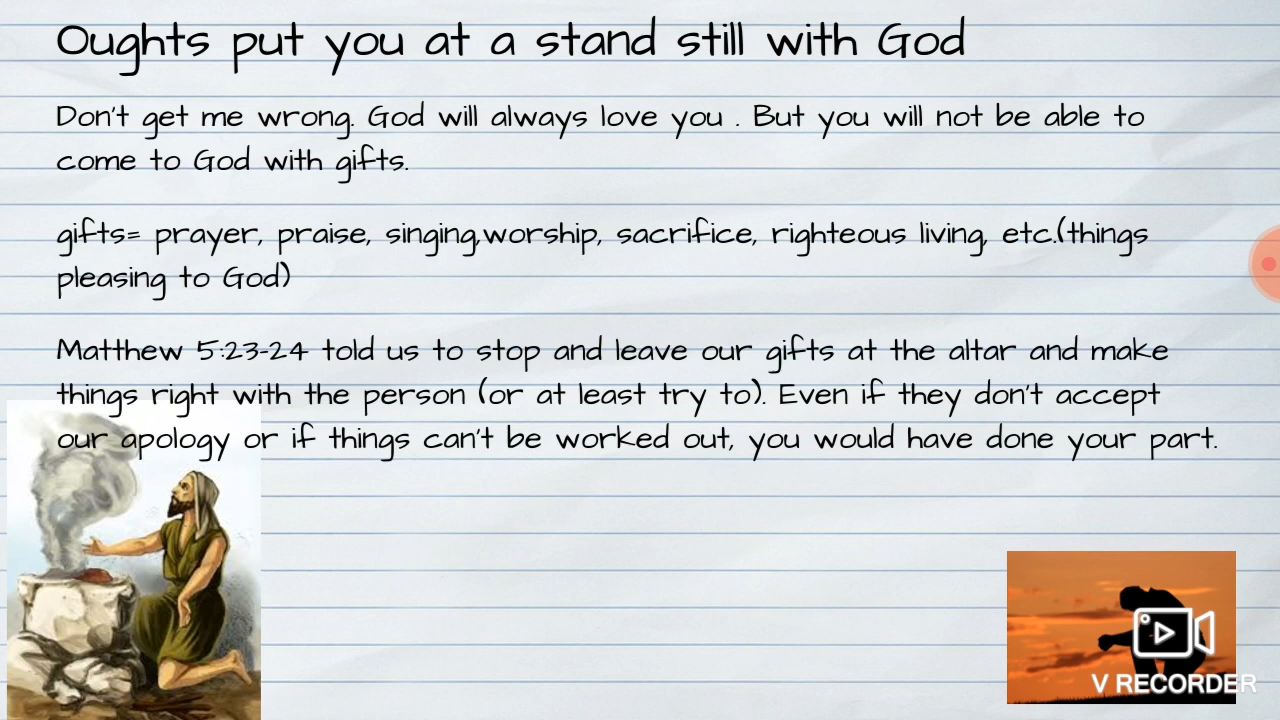 Oughts put you at a stand still with God
Don't get me wrong. God will always love you . But you will not be able to
come to God with gifts.
gifts= prayer, praise, singing,worship, sacrifice, righteous living, etc.(things
pleasing to God)
Matthew 5:23-24 told us to stop and leave our gifts at the altar and make
things right with the person (or at least try to). Even if they don't accept
our apology or if things can't be worked out, you would have done your part.
V RECORDER